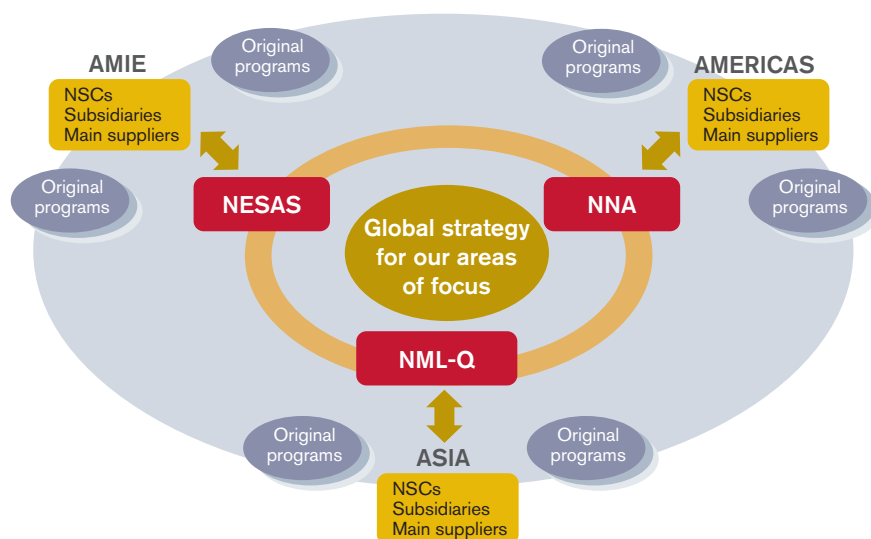 Original
programs
Original
programs
AMIE
AMERICAS
NSCs
Subsidiaries
Main suppliers
NSCs
Subsidiaries
Main suppliers
Original
programs
NESAS
NNA
Original
programs
Global strategy
for our areas
of focus
NML-Q
Original
programs
Original
programs
ASIA
NSCs
Subsidiaries
Main suppliers